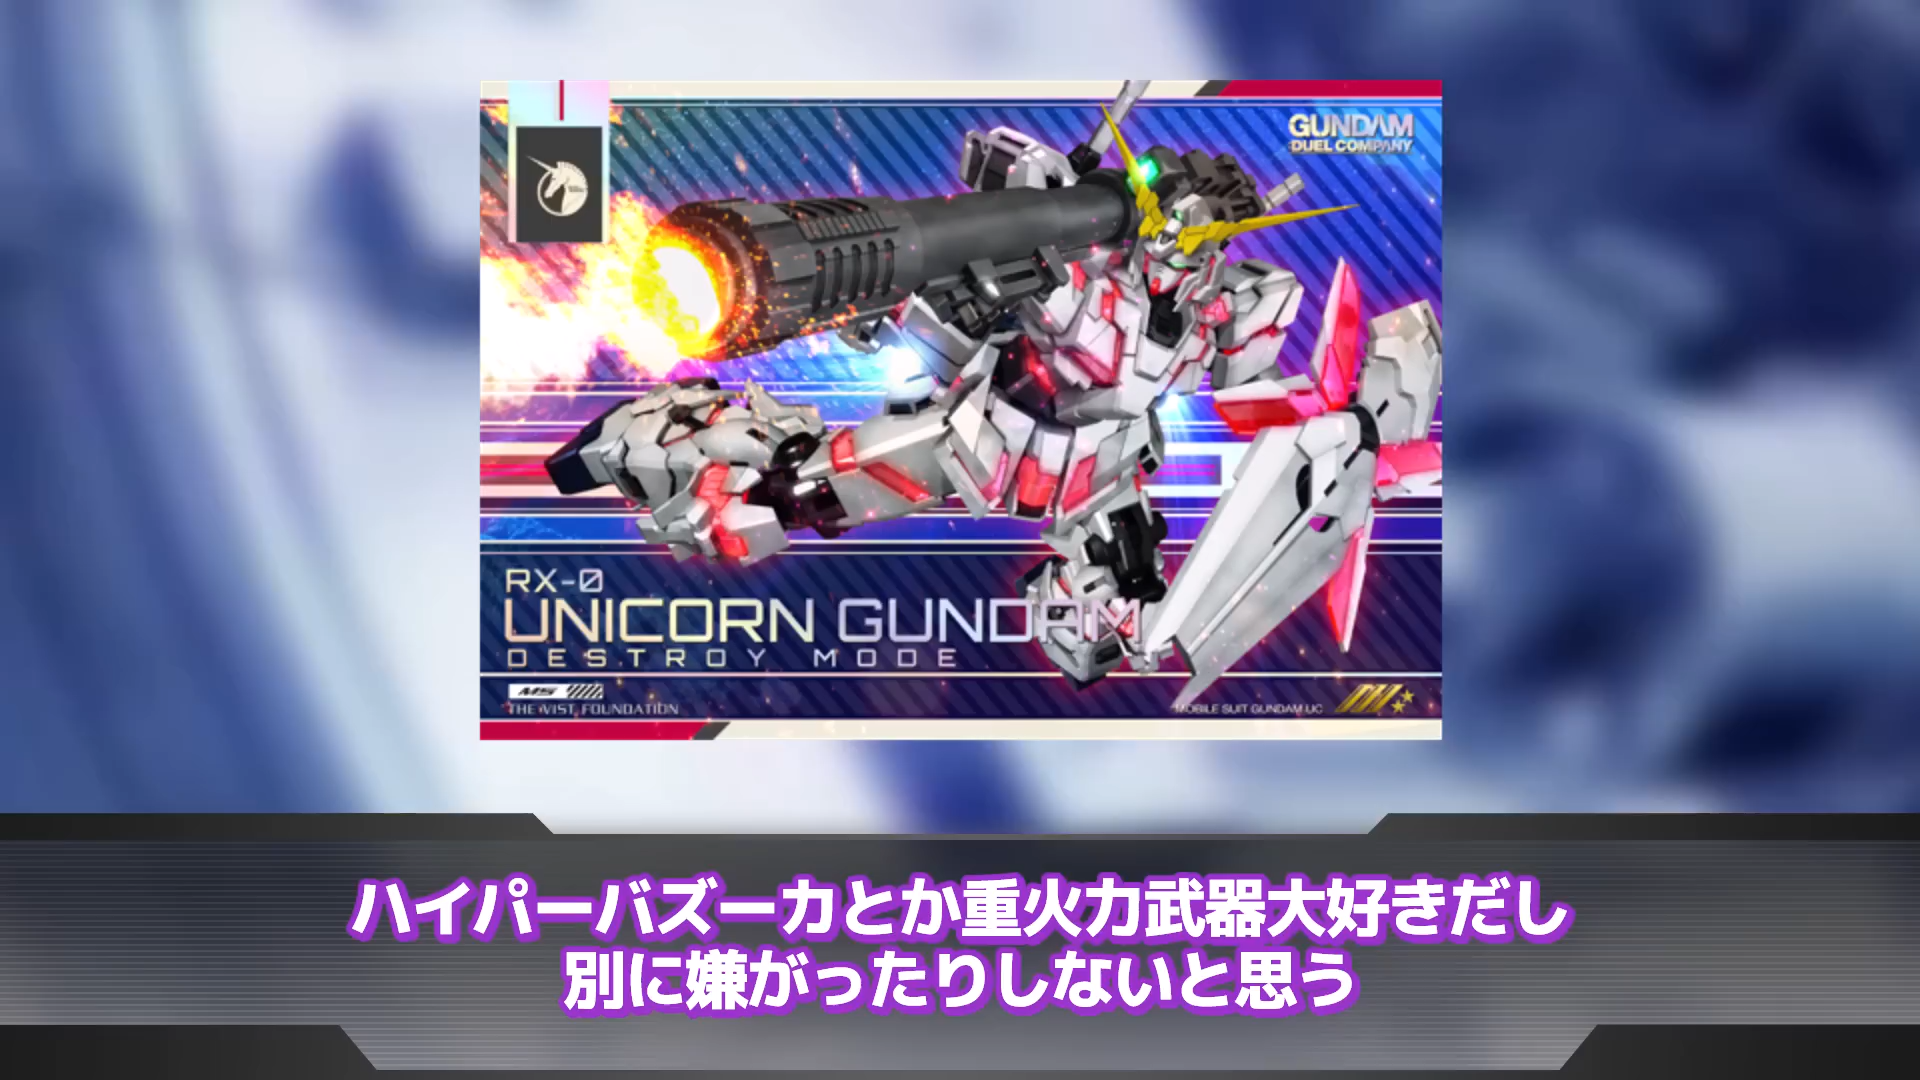 GUNDAM
DUEL COMPANY
RX-0
UNICORN GUNDAM
DESTROY MODE
MS
THE VIST FOUNDATION
MOBILE SUIT GUNDAM UC
ハイパーバズーカとか重火力武器大好きだし
別に嫌がったりしないと思う